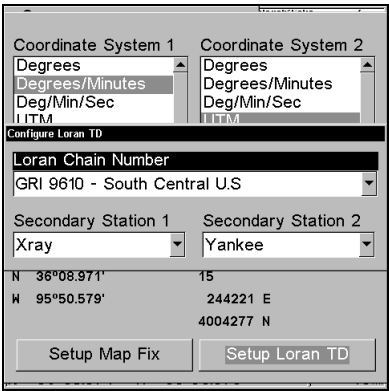 Coordinate System 1 Coordinate System 2
Degrees Degrees
Degrees/Minutes Degrees/Minutes
Deg/Min/Sec Deg/Min/Sec
UTM UTM
Configure Loran TD
Loran Chain Number
GRI 9610 - South Central U.S
Secondary Station 1 Secondary Station 2
Xray Yankee
N 36°08.971' 15
W 95°50.579' 244221 E
4004277 N
Setup Map Fix Setup Loran TD